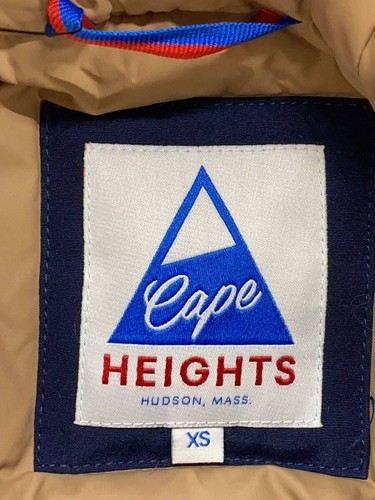 Cape
HEIGHTS
HUDSON, MASS.
XS